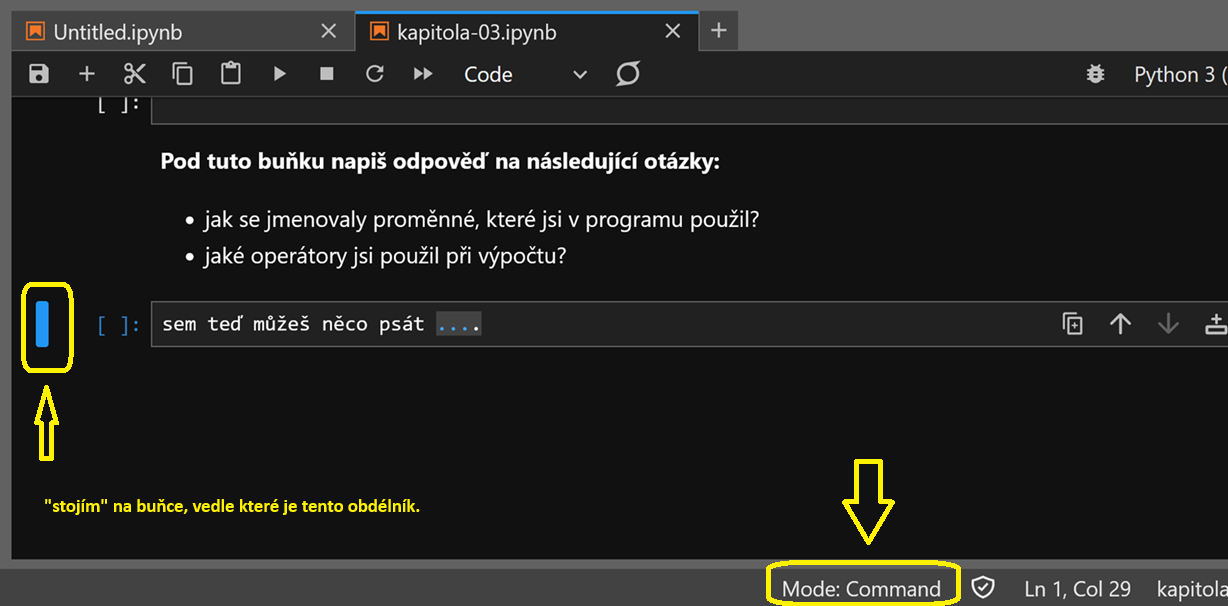 Untitled.ipynb
kapitola-03.ipynb
Code
Python 3 (
[ ]:
Pod tuto buňku napiš odpověď na následující otázky:
• jak se jmenovaly proměnné, které jsi v programu použil?
• jaké operátory jsi použil při výpočtu?
[ ]: sem teď můžeš něco psát ....
"stojím" na buňce, vedle které je tento obdélník.
Mode: Command
Ln 1, Col 29
kapitola